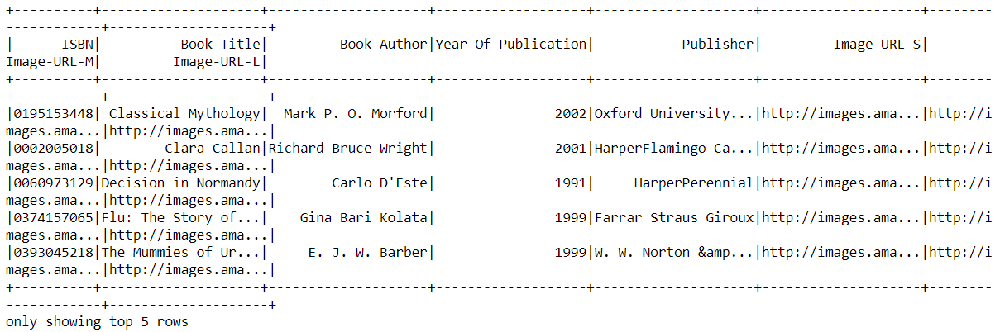 +----------+--------------------+--------------------+-------------------+--------------------+--------------------+--------
------------+--------------------+
|      ISBN|          Book-Title|         Book-Author|Year-Of-Publication|           Publisher|         Image-URL-S|
Image-URL-M|         Image-URL-L|
+----------+--------------------+--------------------+-------------------+--------------------+--------------------+--------
------------+--------------------+
|0195153448| Classical Mythology|  Mark P. O. Morford|               2002|Oxford University...|http://images.ama...|http://i
mages.ama...|http://images.ama...|
|0002005018|        Clara Callan|Richard Bruce Wright|               2001|HarperFlamingo Ca...|http://images.ama...|http://i
mages.ama...|http://images.ama...|
|0060973129|Decision in Normandy|        Carlo D'Este|               1991|     HarperPerennial|http://images.ama...|http://i
mages.ama...|http://images.ama...|
|0374157065|Flu: The Story of...|    Gina Bari Kolata|               1999|Farrar Straus Giroux|http://images.ama...|http://i
mages.ama...|http://images.ama...|
|0393045218|The Mummies of Ur...|     E. J. W. Barber|               1999|W. W. Norton &amp...|http://images.ama...|http://i
mages.ama...|http://images.ama...|
+----------+--------------------+--------------------+-------------------+--------------------+--------------------+--------
------------+--------------------+
only showing top 5 rows